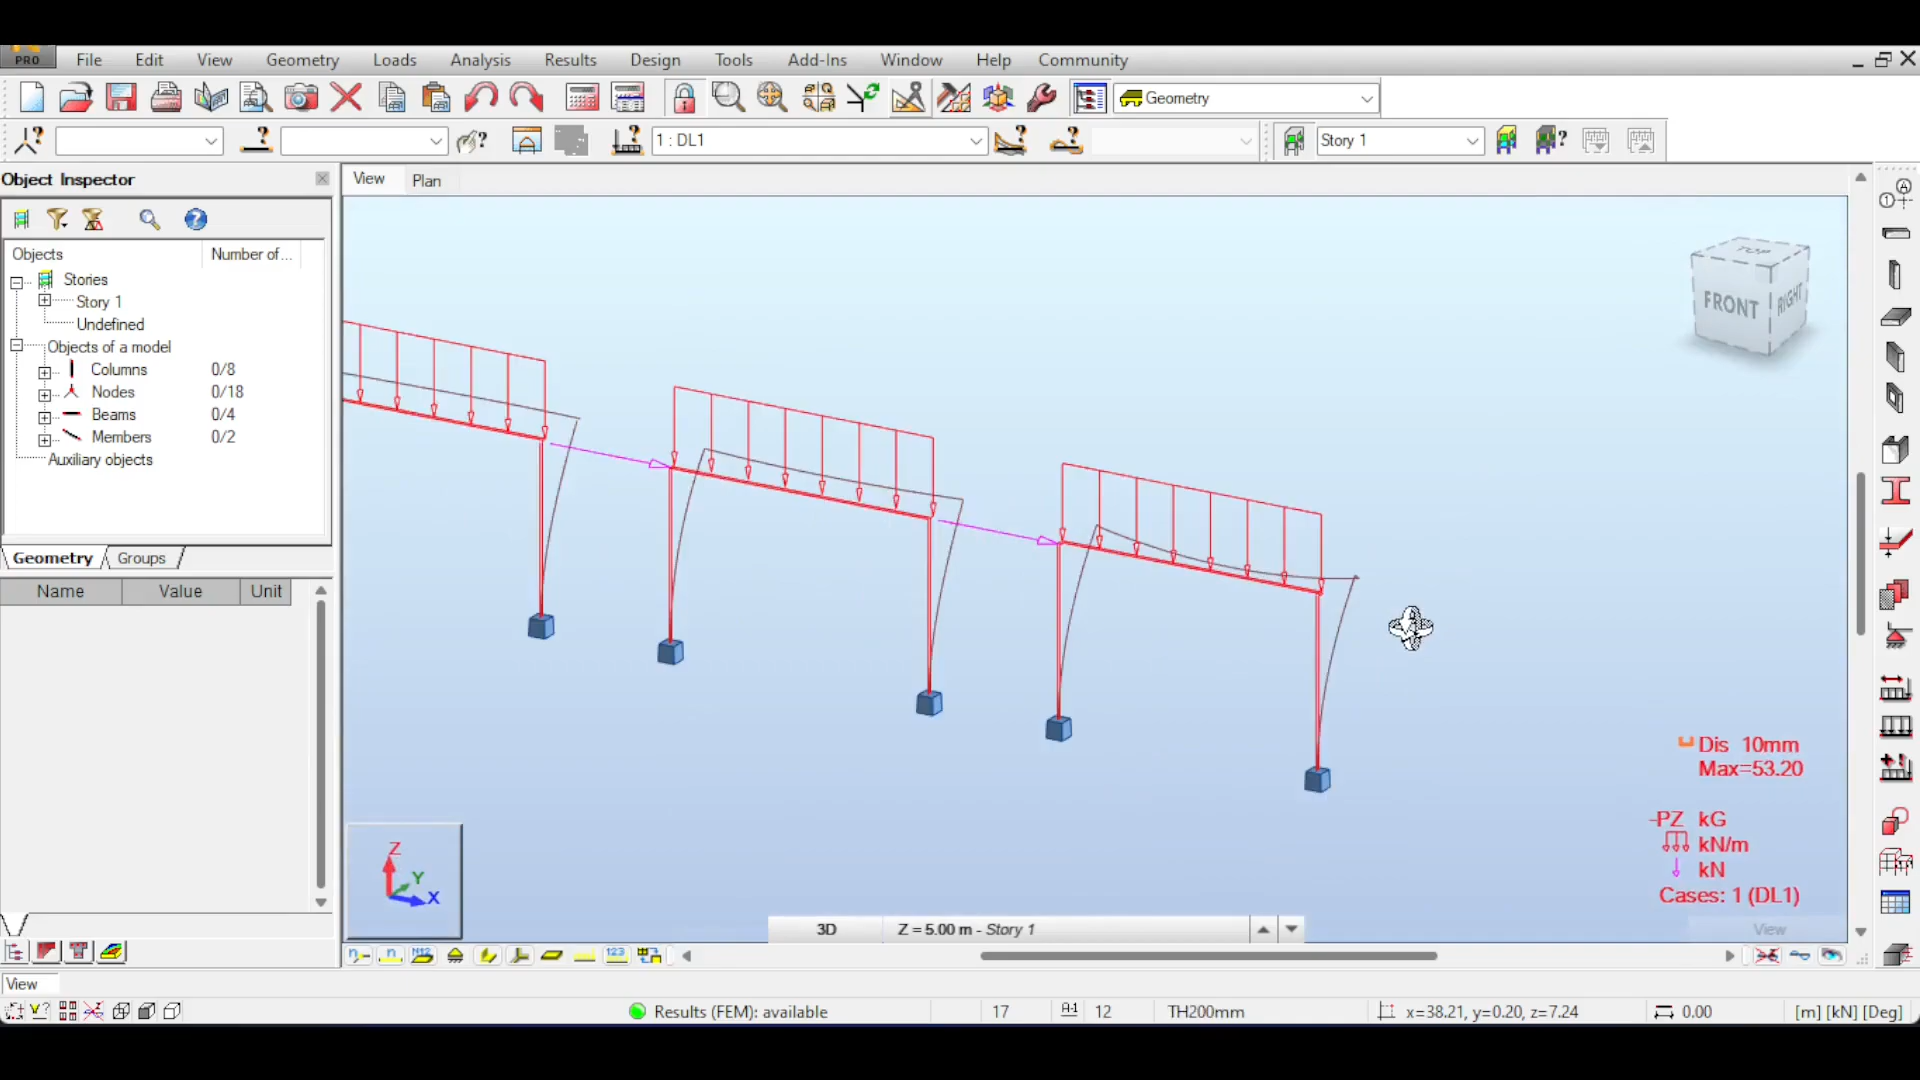 PRO File Edit View Geometry Loads Analysis Results Design Tools Add-Ins Window Help Community
Geometry
1 : DL1
Story 1
Object Inspector
View Plan
Objects Number of...
Stories
Story 1
Undefined
Objects of a model
Columns 0/8
Nodes 0/18
Beams 0/4
Members 0/2
Auxiliary objects
Geometry Groups
Name Value Unit
TOP
FRONT RIGHT
Dis 10mm
Max=53.20
-PZ kG
kN/m
kN
Cases: 1 (DL1)
Z
Y
X
3D Z = 5.00 m - Story 1
View
View
Results (FEM): available 17 12 TH200mm x=38.21, y=0.20, z=7.24 0.00 [m] [kN] [Deg]